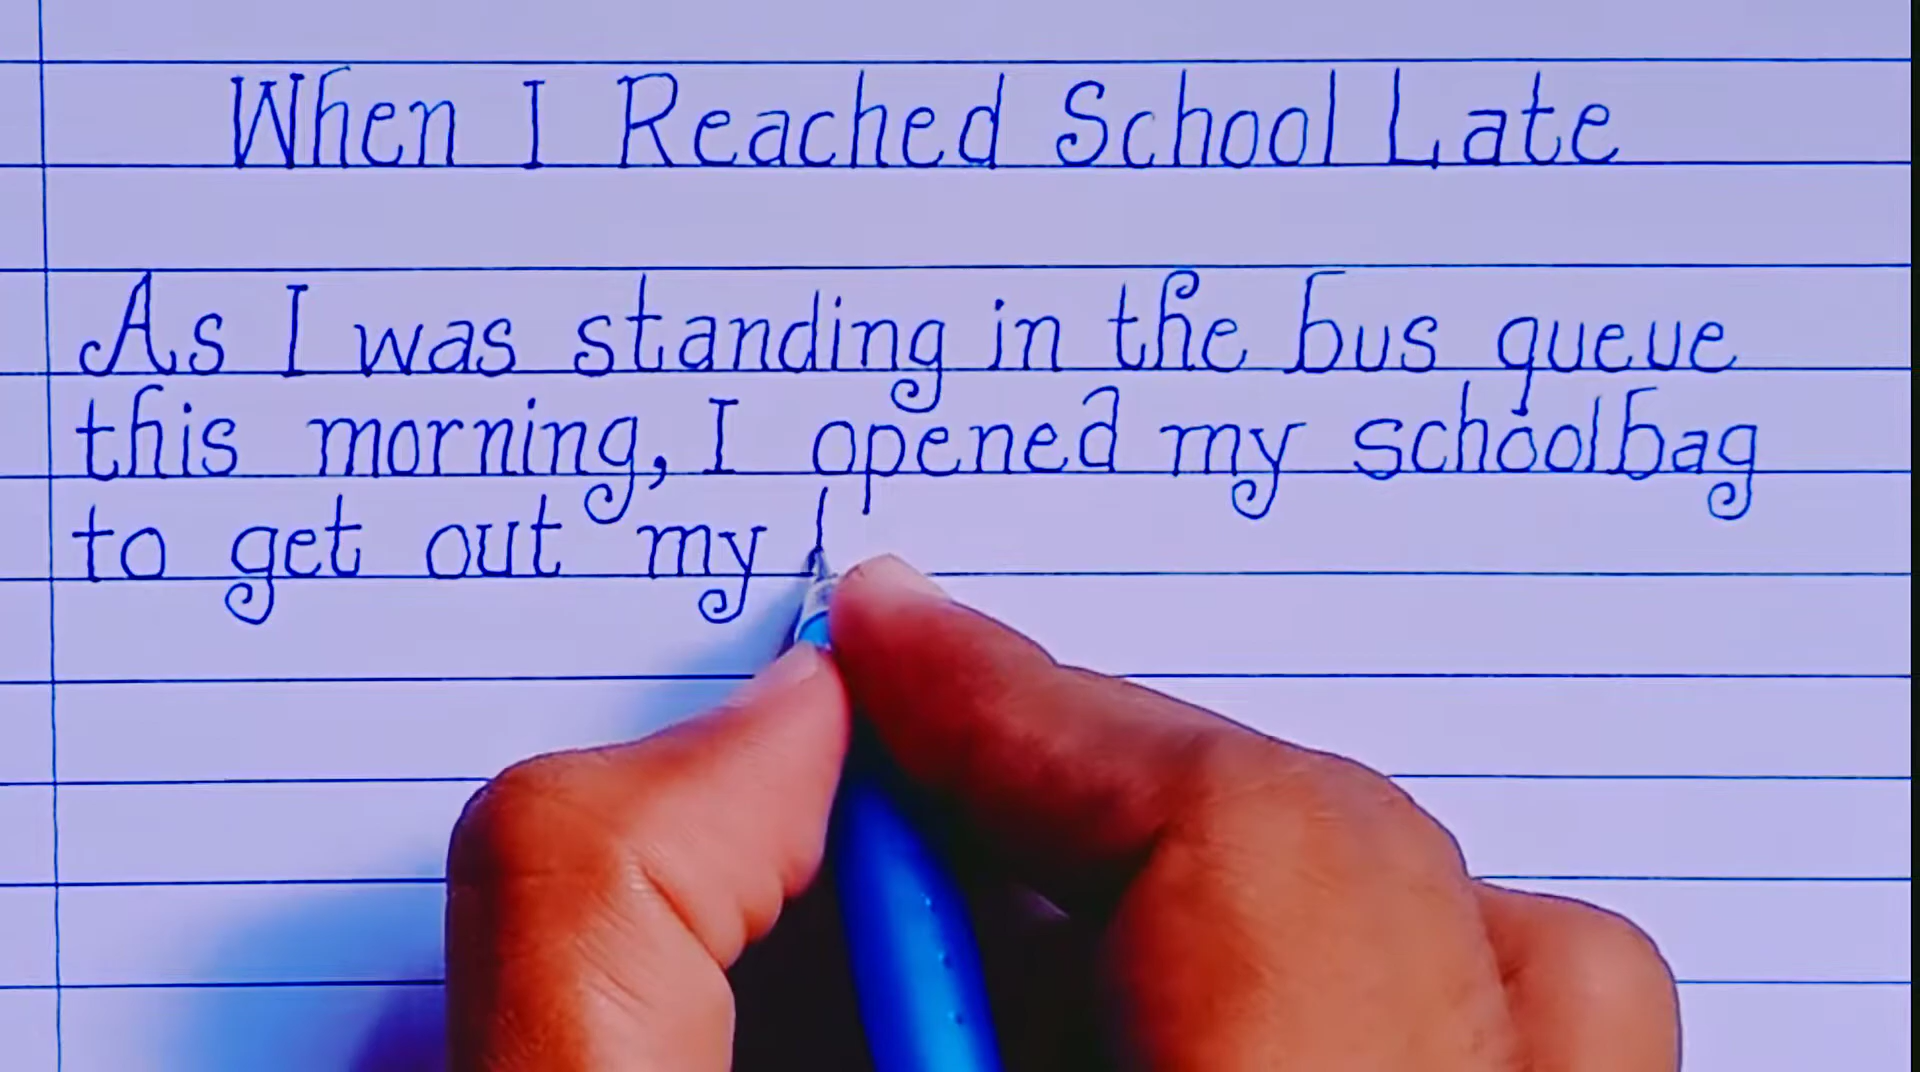 When I Reached School Late
As I was standing in the bus queue
this morning, I opened my schoolbag
to get out my